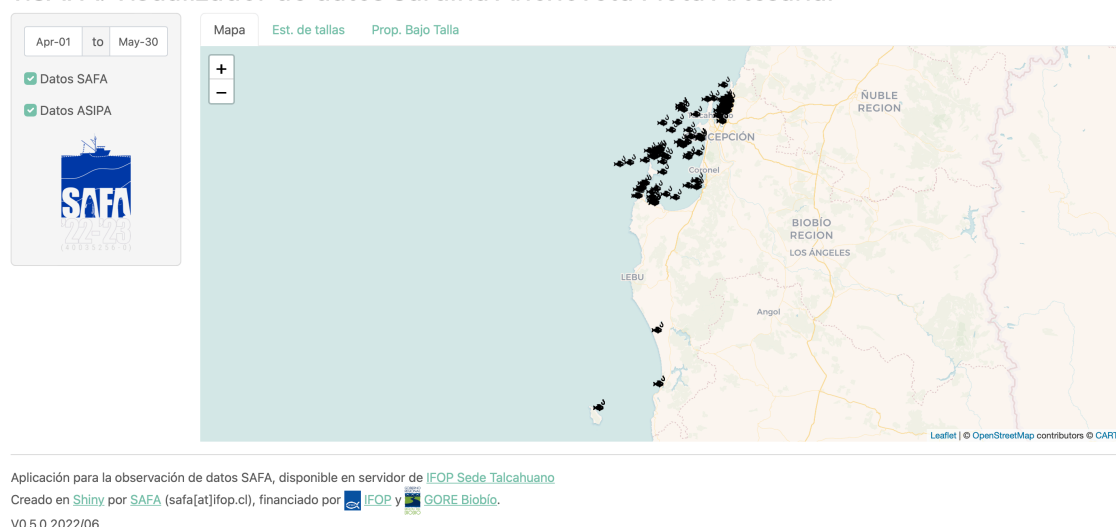 Apr-01 to May-30
Datos SAFA
Datos ASIPA
SAFA
22-23
Mapa Est. de tallas Prop. Bajo Talla
+
−
ÑUBLE
REGION
CEPCIÓN
Coronel
BIOBÍO
REGION
LOS ÁNGELES
LEBU
Angol
Leaflet | © OpenStreetMap contributors © CART
Aplicación para la observación de datos SAFA, disponible en servidor de IFOP Sede Talcahuano
Creado en Shiny por SAFA (safa[at]ifop.cl), financiado por IFOP y GORE Biobío.
V0.5.0 2022/06